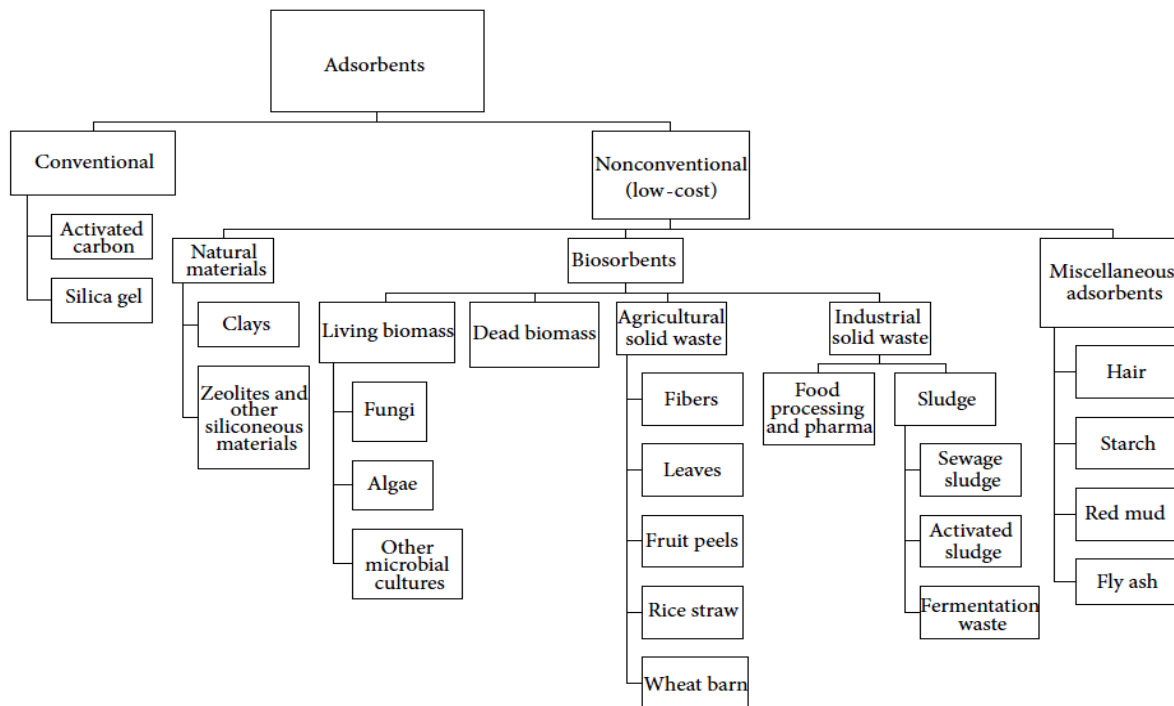 Adsorbents
Conventional
Nonconventional
(low-cost)
Activated
carbon
Silica gel
Natural
materials
Clays
Zeolites and
other
siliconeous
materials
Biosorbents
Living biomass
Fungi
Algae
Other
microbial
cultures
Dead biomass
Agricultural
solid waste
Fibers
Leaves
Fruit peels
Rice straw
Wheat barn
Industrial
solid waste
Food
processing
and pharma
Sludge
Sewage
sludge
Activated
sludge
Fermentation
waste
Miscellaneous
adsorbents
Hair
Starch
Red mud
Fly ash